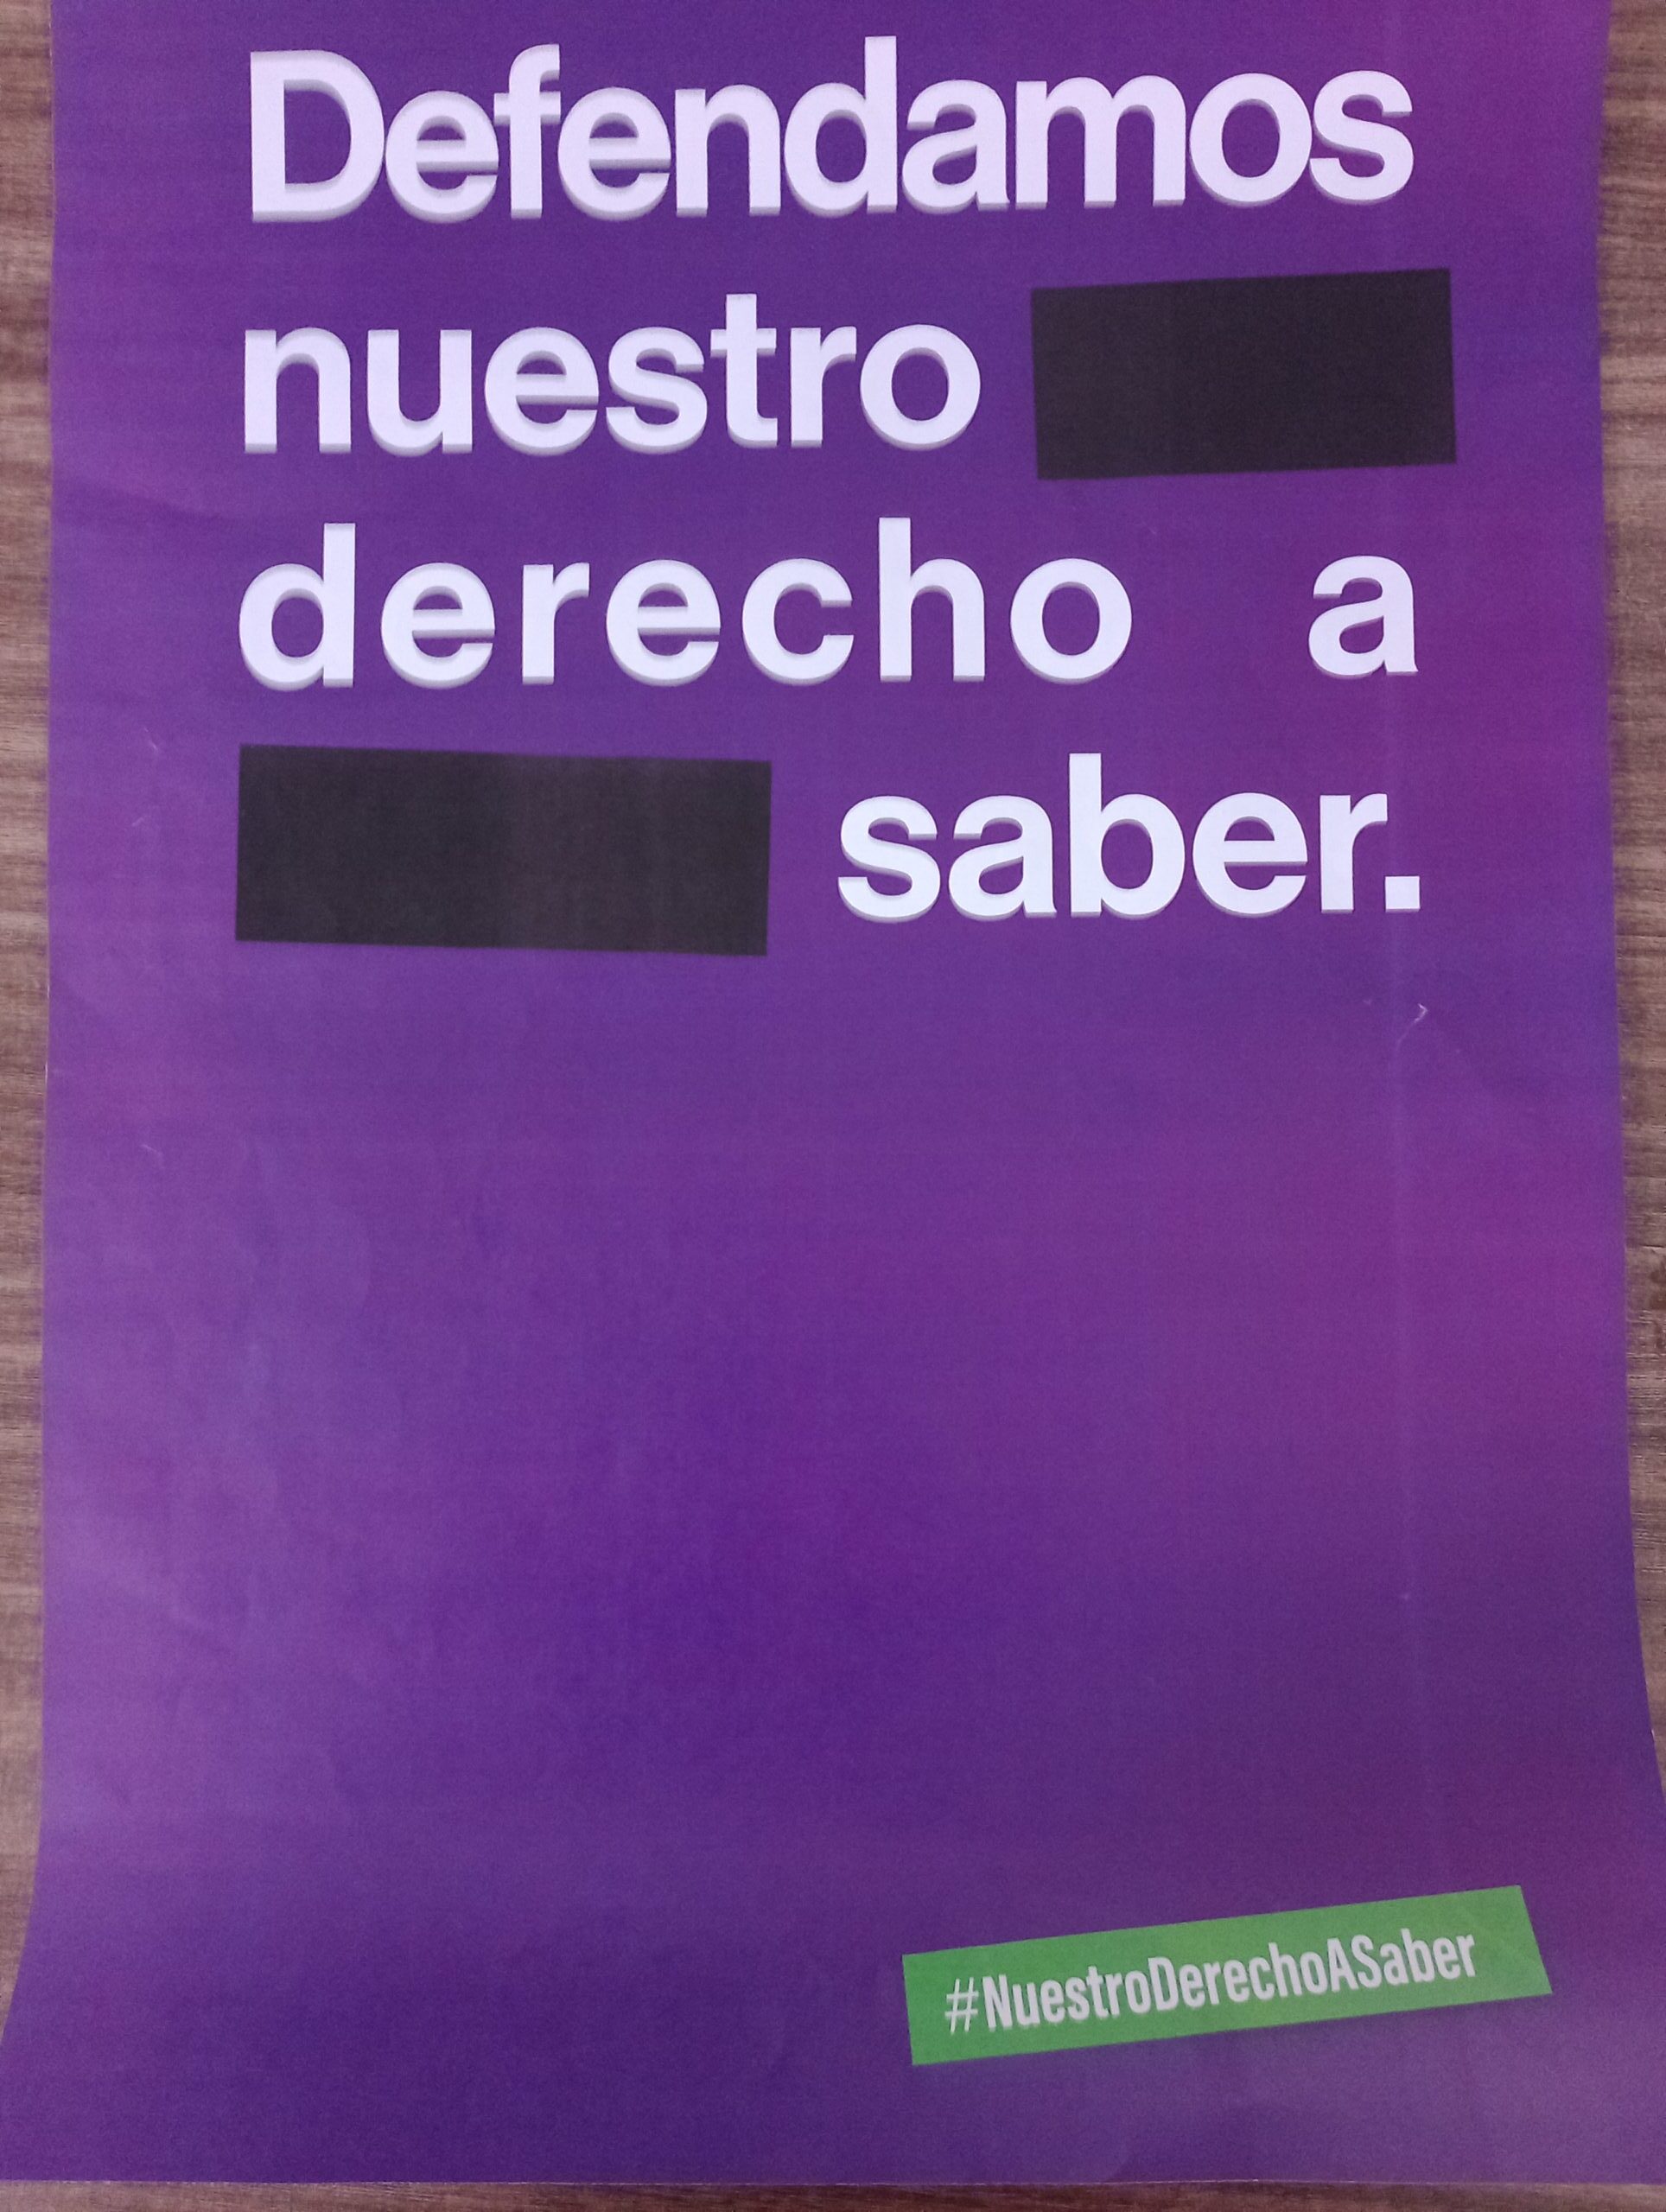 Defendamos
nuestro
derecho a
saber.
#NuestroDerechoASaber